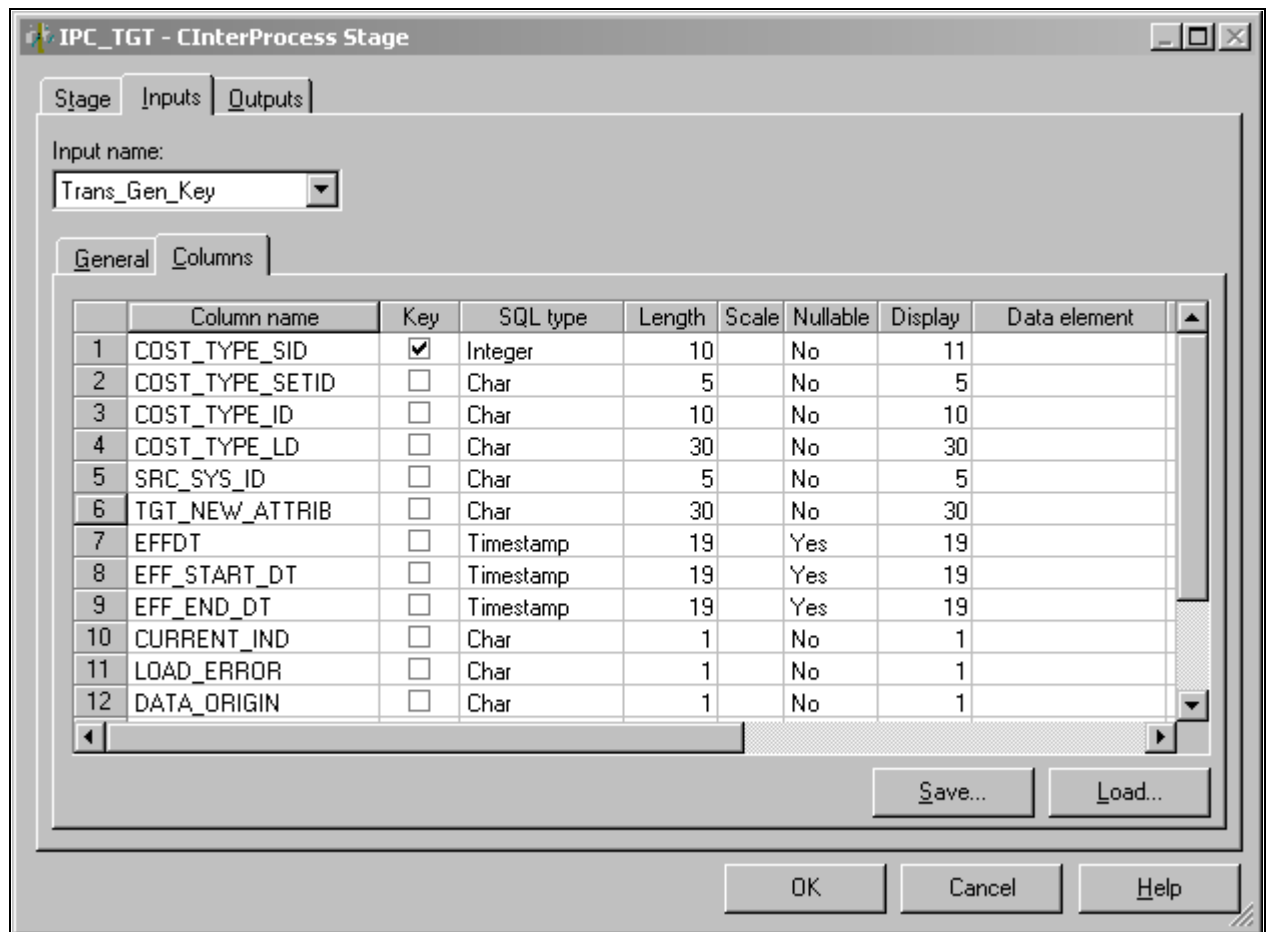 IPC_TGT - CInterProcess Stage
Stage Inputs Outputs
Input name:
Trans_Gen_Key
General Columns
Column name Key SQL type Length Scale Nullable Display Data element
1 COST_TYPE_SID Integer 10 No 11
2 COST_TYPE_SETID Char 5 No 5
3 COST_TYPE_ID Char 10 No 10
4 COST_TYPE_LD Char 30 No 30
5 SRC_SYS_ID Char 5 No 5
6 TGT_NEW_ATTRIB Char 30 No 30
7 EFFDT Timestamp 19 Yes 19
8 EFF_START_DT Timestamp 19 Yes 19
9 EFF_END_DT Timestamp 19 Yes 19
10 CURRENT_IND Char 1 No 1
11 LOAD_ERROR Char 1 No 1
12 DATA_ORIGIN Char 1 No 1
Save... Load...
OK Cancel Help